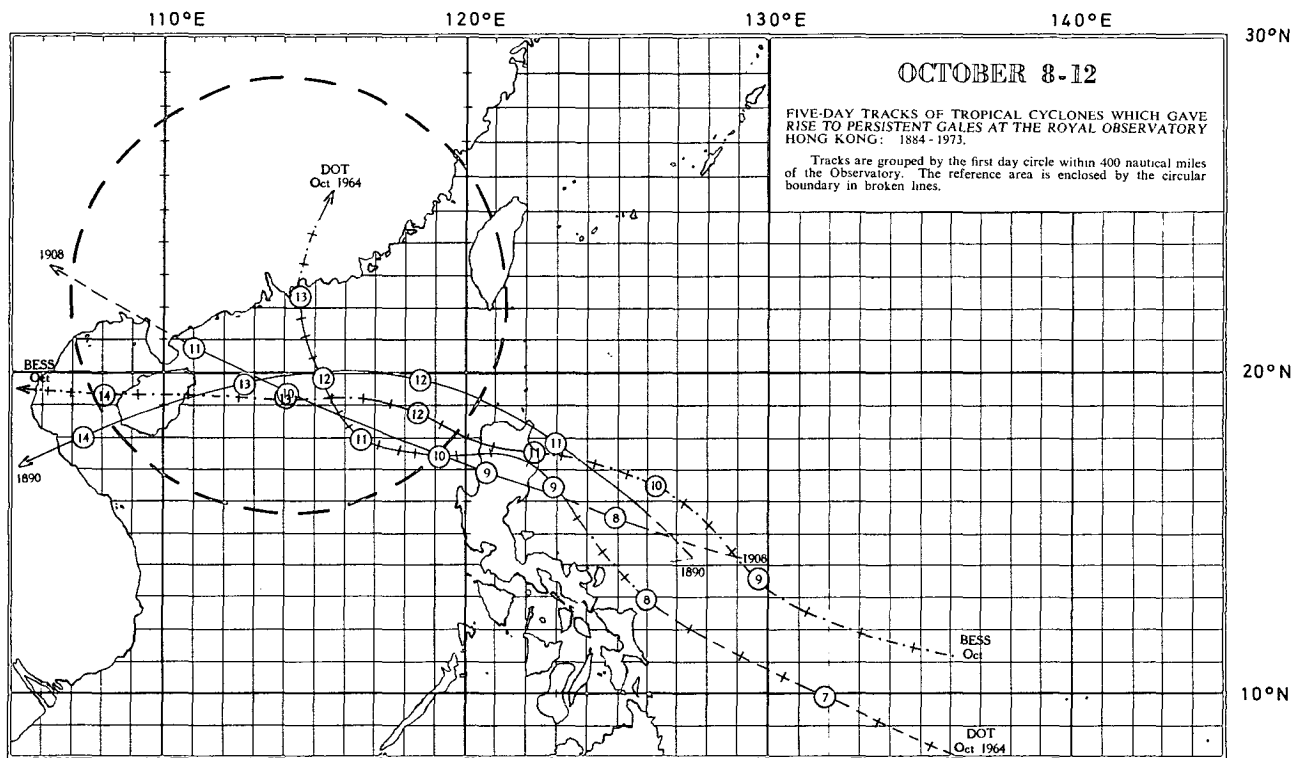 110°E 120°E 130°E 140°E
30°N
OCTOBER 8-12
FIVE-DAY TRACKS OF TROPICAL CYCLONES WHICH GAVE
RISE TO PERSISTENT GALES AT THE ROYAL OBSERVATORY
HONG KONG: 1884-1973.
Tracks are grouped by the first day circle within 400 nautical miles
of the Observatory. The reference area is enclosed by the circular
boundary in broken lines.
DOT
Oct 1964
1908
13
11
BESS
Oct
20°N
14
13
10
13
12
12
12
14
1890
11
10
9
11
11
9
10
8
1908
1890
9
8
BESS
Oct
10°N
7
DOT
Oct 1964